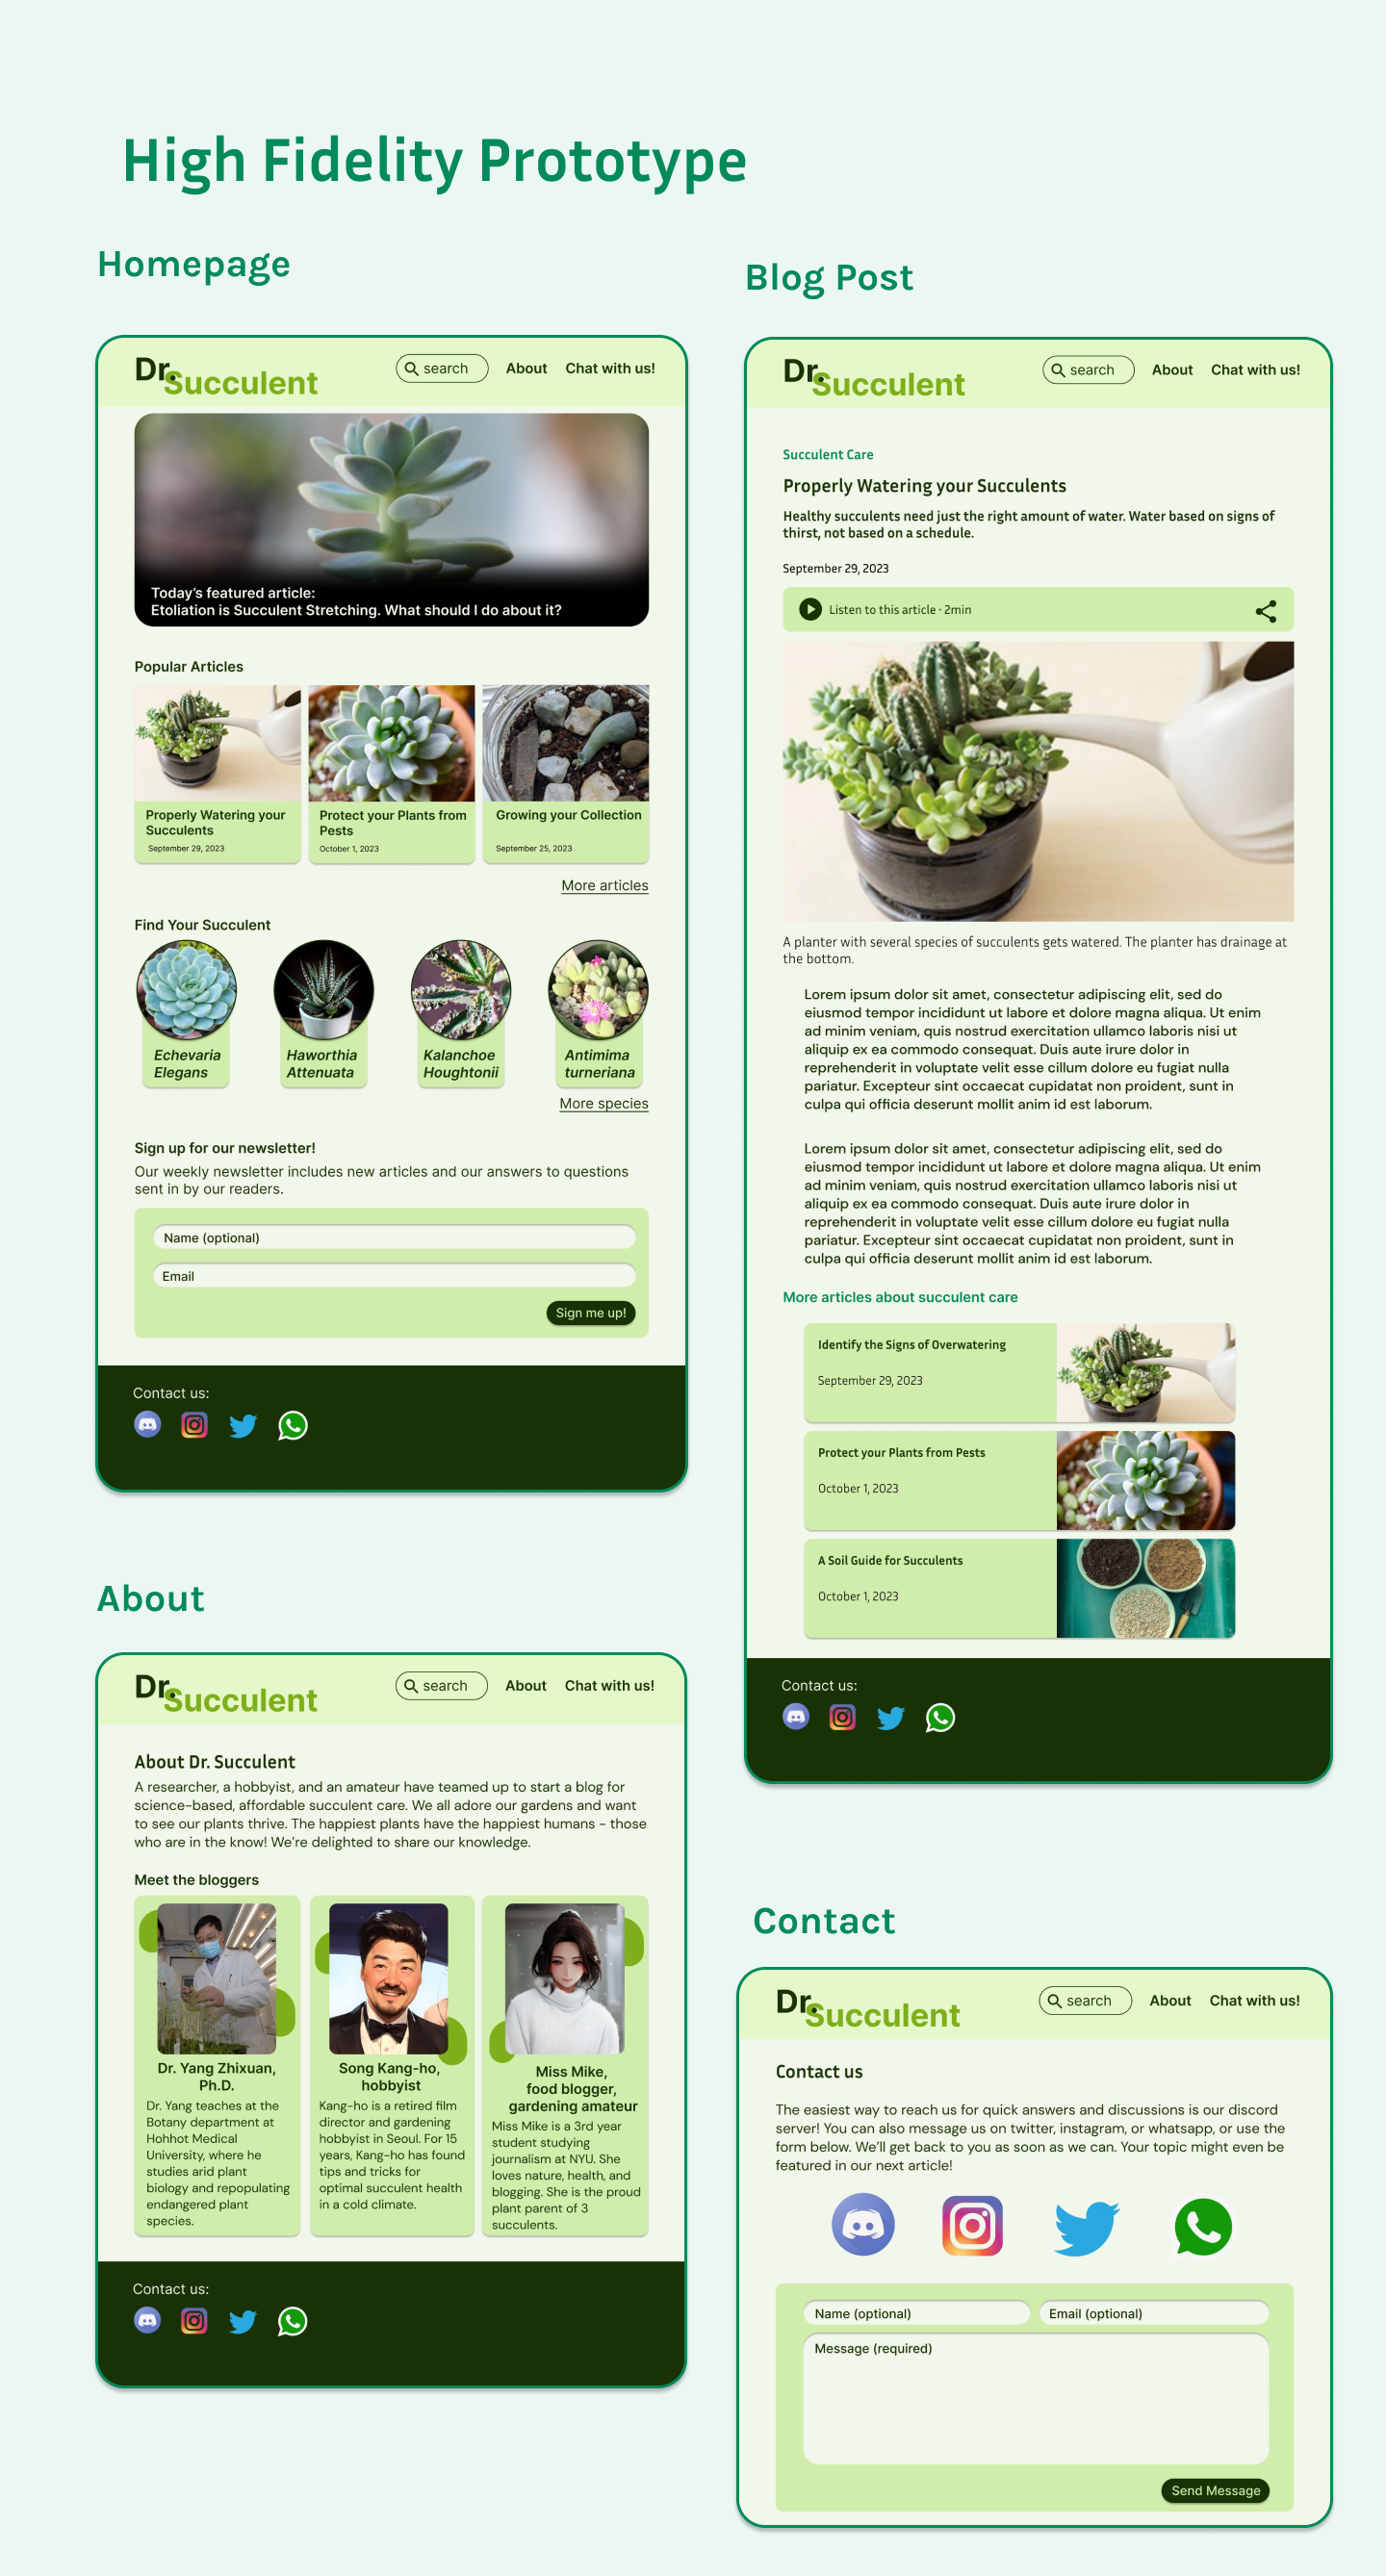 High Fidelity Prototype
Homepage
Dr.
Succulent
search
About
Chat with us!
Today's featured article:
Etoliation is Succulent Stretching. What should I do about it?
Popular Articles
Properly Watering your
Succulents
September 29, 2023
Protect your Plants from
Pests
October 1, 2023
Growing your Collection
September 25, 2023
More articles
Find Your Succulent
Echevaria
Elegans
Haworthia
Attenuata
Kalanchoe
Houghtonii
Antimima
turneriana
More species
Sign up for our newsletter!
Our weekly newsletter includes new articles and our answers to questions
sent in by our readers.
Name (optional)
Email
Sign me up!
Contact us:
Blog Post
Dr.
Succulent
search
About
Chat with us!
Succulent Care
Properly Watering your Succulents
Healthy succulents need just the right amount of water. Water based on signs of
thirst, not based on a schedule.
September 29, 2023
Listen to this article · 2min
A planter with several species of succulents gets watered. The planter has drainage at
the bottom.
Lorem ipsum dolor sit amet, consectetur adipiscing elit, sed do
eiusmod tempor incididunt ut labore et dolore magna aliqua. Ut enim
ad minim veniam, quis nostrud exercitation ullamco laboris nisi ut
aliquip ex ea commodo consequat. Duis aute irure dolor in
reprehenderit in voluptate velit esse cillum dolore eu fugiat nulla
pariatur. Excepteur sint occaecat cupidatat non proident, sunt in
culpa qui officia deserunt mollit anim id est laborum.
Lorem ipsum dolor sit amet, consectetur adipiscing elit, sed do
eiusmod tempor incididunt ut labore et dolore magna aliqua. Ut enim
ad minim veniam, quis nostrud exercitation ullamco laboris nisi ut
aliquip ex ea commodo consequat. Duis aute irure dolor in
reprehenderit in voluptate velit esse cillum dolore eu fugiat nulla
pariatur. Excepteur sint occaecat cupidatat non proident, sunt in
culpa qui officia deserunt mollit anim id est laborum.
More articles about succulent care
Identify the Signs of Overwatering
September 29, 2023
Protect your Plants from Pests
October 1, 2023
A Soil Guide for Succulents
October 1, 2023
Contact us:
About
Dr.
Succulent
search
About
Chat with us!
About Dr. Succulent
A researcher, a hobbyist, and an amateur have teamed up to start a blog for
science-based, affordable succulent care. We all adore our gardens and want
to see our plants thrive. The happiest plants have the happiest humans - those
who are in the know! We're delighted to share our knowledge.
Meet the bloggers
Dr. Yang Zhixuan,
Ph.D.
Dr. Yang teaches at the
Botany department at
Hohhot Medical
University, where he
studies arid plant
biology and repopulating
endangered plant
species.
Song Kang-ho,
hobbyist
Kang-ho is a retired film
director and gardening
hobbyist in Seoul. For 15
years, Kang-ho has found
tips and tricks for
optimal succulent health
in a cold climate.
Miss Mike,
food blogger,
gardening amateur
Miss Mike is a 3rd year
student studying
journalism at NYU. She
loves nature, health, and
blogging. She is the proud
plant parent of 3
succulents.
Contact us:
Contact
Dr.
Succulent
search
About
Chat with us!
Contact us
The easiest way to reach us for quick answers and discussions is our discord
server! You can also message us on twitter, instagram, or whatsapp, or use the
form below. We'll get back to you as soon as we can. Your topic might even be
featured in our next article!
Name (optional)
Email (optional)
Message (required)
Send Message